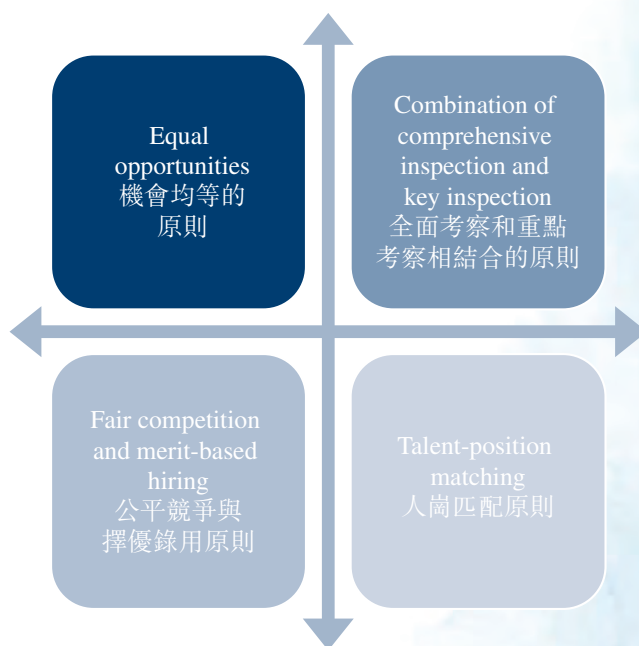 Equal
opportunities
機會均等的
原則
Combination of
comprehensive
inspection and
key inspection
全面考察和重點
考察相結合的原則
Fair competition
and merit-based
hiring
公平競爭與
擇優錄用原則
Talent-position
matching
人崗匹配原則